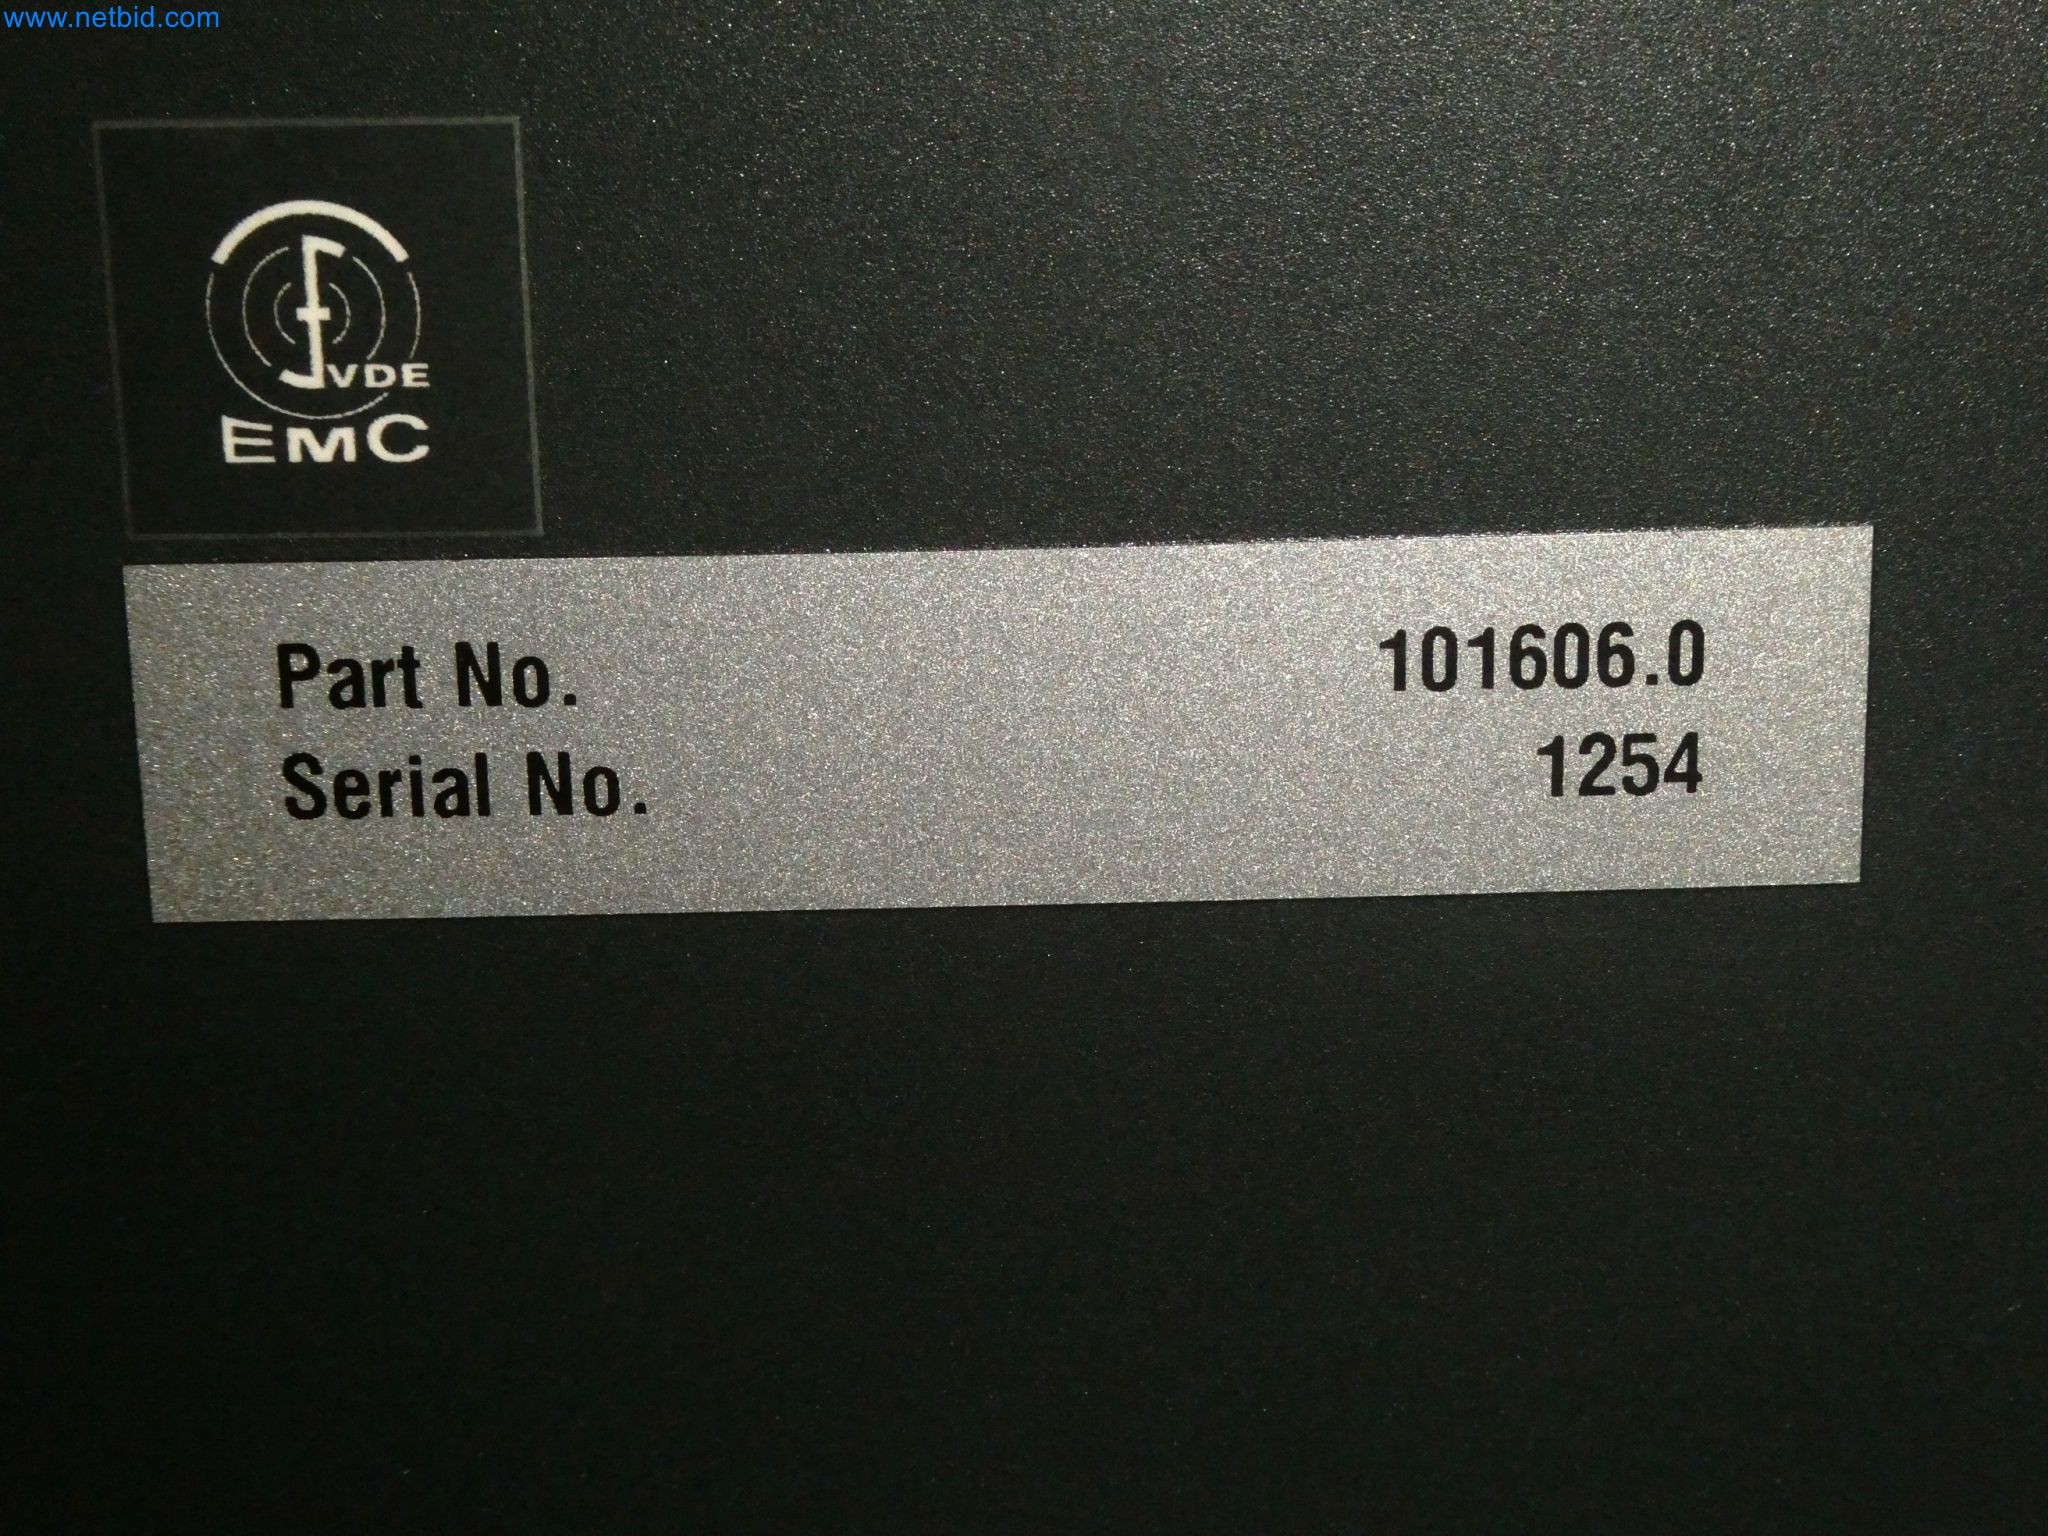 www.netbid.com
VDE
EMC
Part No. 101606.0
Serial No. 1254